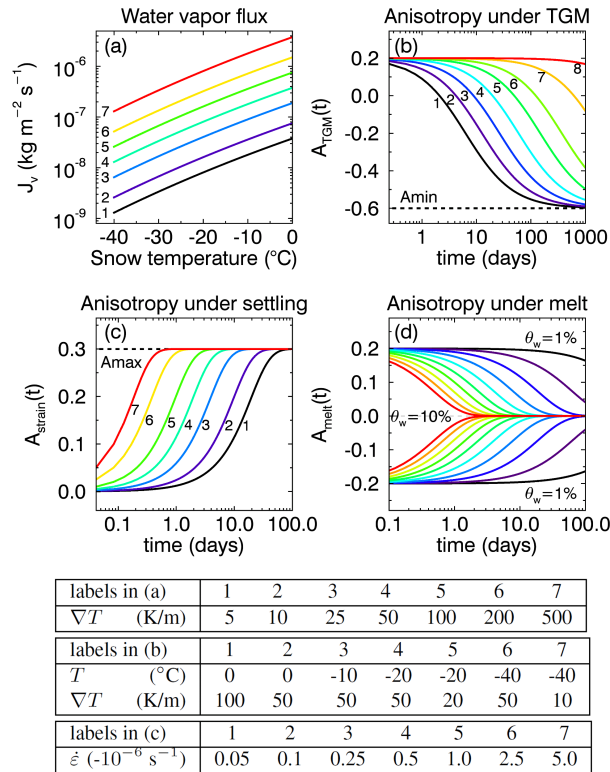 Water vapor flux
(a)
10⁻⁶
10⁻⁷
10⁻⁸
10⁻⁹
Jᵥ (kg m⁻² s⁻¹)
7
6
5
4
3
2
1
-40 -30 -20 -10 0
Snow temperature (°C)
Anisotropy under TGM
(b)
0.2
0.0
-0.2
-0.4
-0.6
A_TGM(t)
1 2 3 4 5 6 7 8
Amin
1 10 100 1000
time (days)
Anisotropy under settling
(c)
0.3
0.2
0.1
0.0
A_strain(t)
Amax
7 6 5 4 3 2 1
0.1 1.0 10.0 100.0
time (days)
Anisotropy under melt
(d)
0.2
0.1
0.0
-0.1
-0.2
A_melt(t)
θ_w=1%
θ_w=10%
θ_w=1%
0.1 1.0 10.0 100.0
time (days)
labels in (a) 1 2 3 4 5 6 7
∇T (K/m) 5 10 25 50 100 200 500
labels in (b) 1 2 3 4 5 6 7
T (°C) 0 0 -10 -20 -20 -40 -40
∇T (K/m) 100 50 50 50 20 50 10
labels in (c) 1 2 3 4 5 6 7
ε̇ (-10⁻⁶ s⁻¹) 0.05 0.1 0.25 0.5 1.0 2.5 5.0